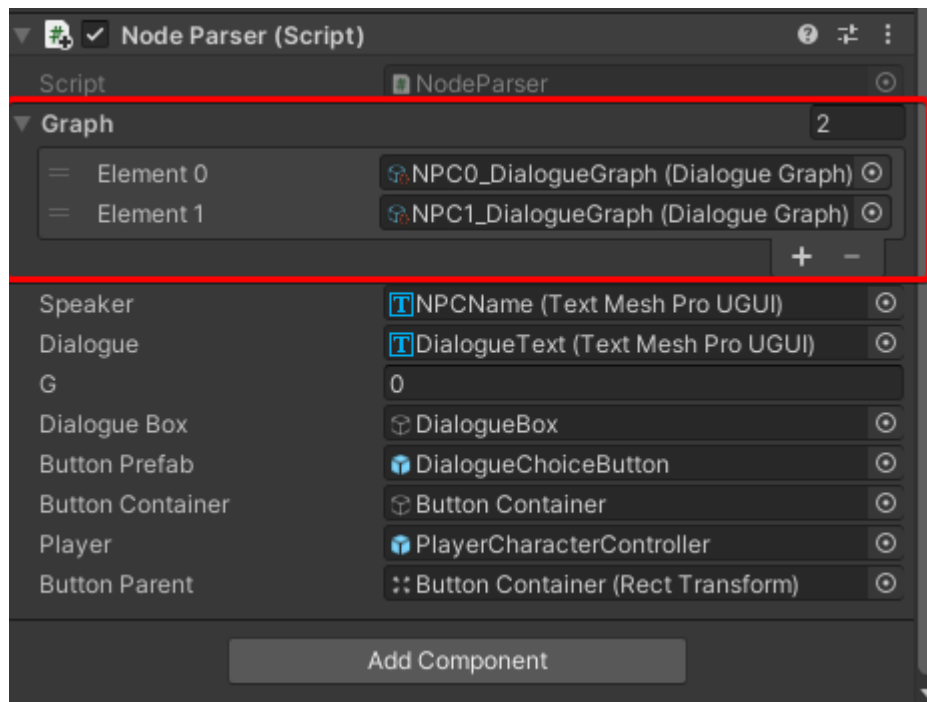 Node Parser (Script)
Script NodeParser
Graph 2
Element 0 NPC0_DialogueGraph (Dialogue Graph)
Element 1 NPC1_DialogueGraph (Dialogue Graph)
+ −
Speaker NPCName (Text Mesh Pro UGUI)
Dialogue DialogueText (Text Mesh Pro UGUI)
G 0
Dialogue Box DialogueBox
Button Prefab DialogueChoiceButton
Button Container Button Container
Player PlayerCharacterController
Button Parent Button Container (Rect Transform)
Add Component